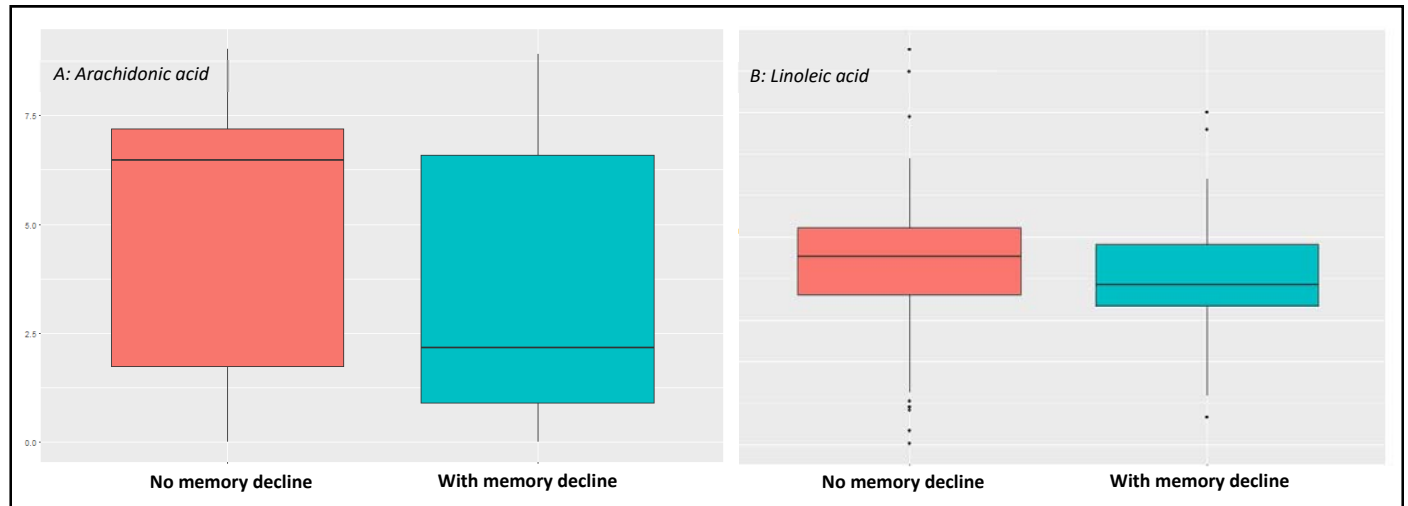 A: Arachidonic acid
7.5
5.0
2.5
0.0
No memory decline
With memory decline
B: Linoleic acid
No memory decline
With memory decline